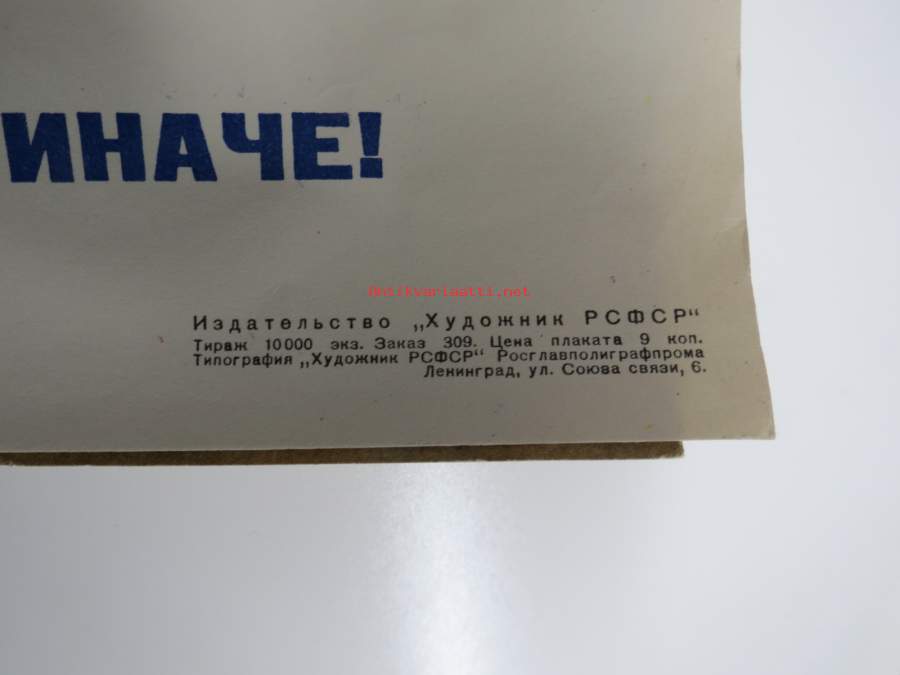 ИНАЧЕ!
Antikvariaatti.net
Издательство „Художник РСФСР“
Тираж 10000 экз. Заказ 309. Цена плаката 9 коп.
Типография „Художник РСФСР“ Росглавполиграфпрома
Ленинград, ул. Союза связи, 6.